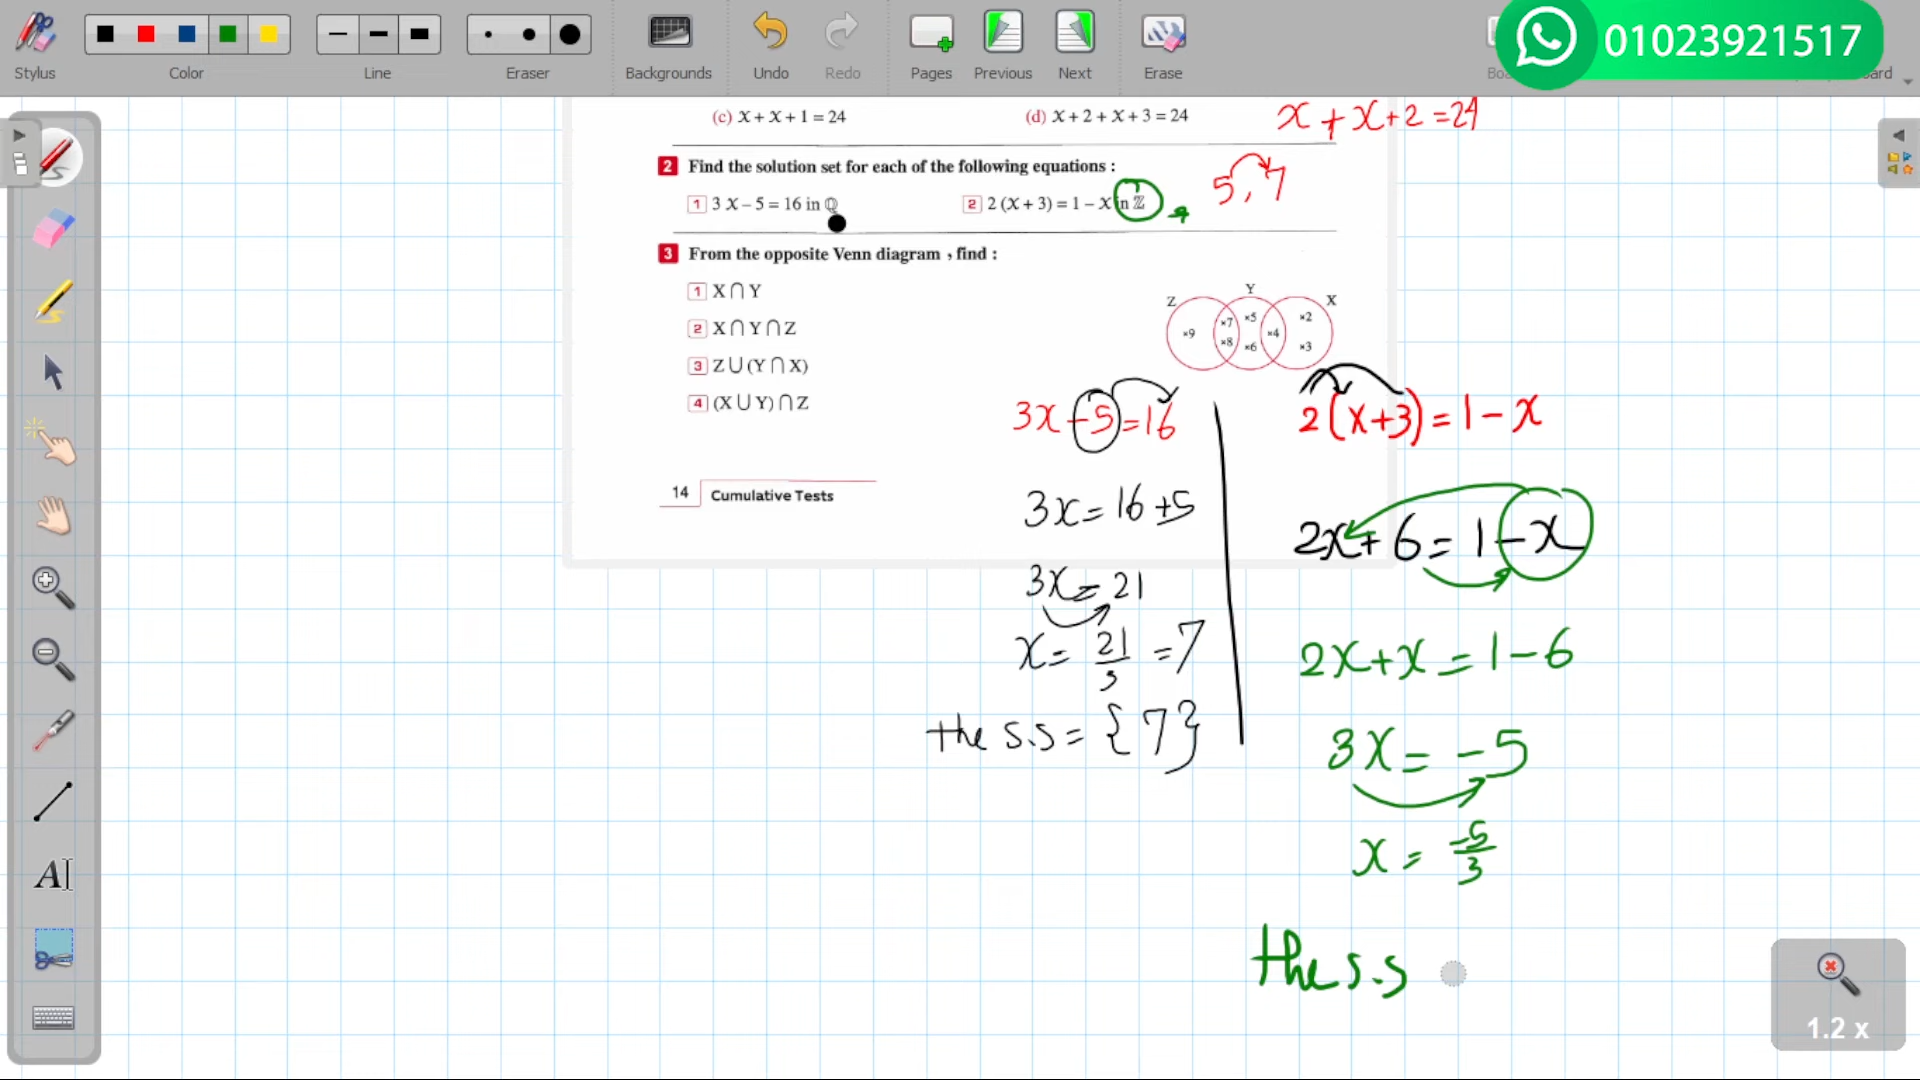 Stylus
Color
Line
Eraser
Backgrounds
Undo
Redo
Pages
Previous
Next
Erase
01023921517
(c) X + X + 1 = 24
(d) X + 2 + X + 3 = 24
x + x + 2 = 24
2 Find the solution set for each of the following equations :
1 3 X – 5 = 16 in ℚ
2 2 (X + 3) = 1 – X in ℤ
5, 7
3 From the opposite Venn diagram , find :
1 X ∩ Y
2 X ∩ Y ∩ Z
3 Z ∪ (Y ∩ X)
4 (X ∪ Y) ∩ Z
Z Y X
×9 ×7 ×8 ×5 ×6 ×4 ×2 ×3
14 Cumulative Tests
3x - 5 = 16
3x = 16 + 5
3x = 21
x = 21/3 = 7
the s.s = {7}
2(x+3) = 1 - x
2x + 6 = 1 - x
2x + x = 1 - 6
3x = -5
x = -5/3
the s.s
1.2 x